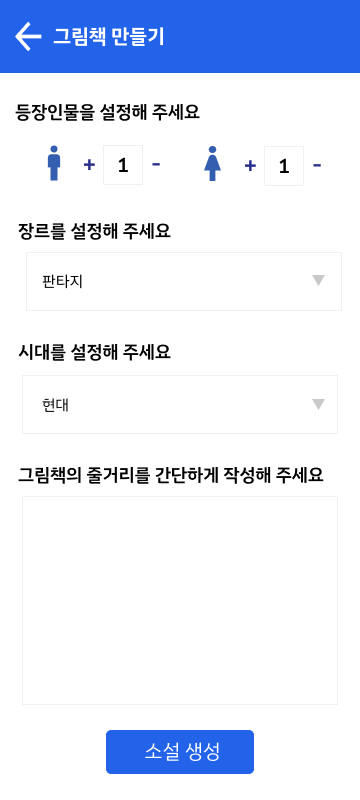 그림책 만들기
등장인물을 설정해 주세요
+ 1 - + 1 -
장르를 설정해 주세요
판타지
시대를 설정해 주세요
현대
그림책의 줄거리를 간단하게 작성해 주세요
소설 생성